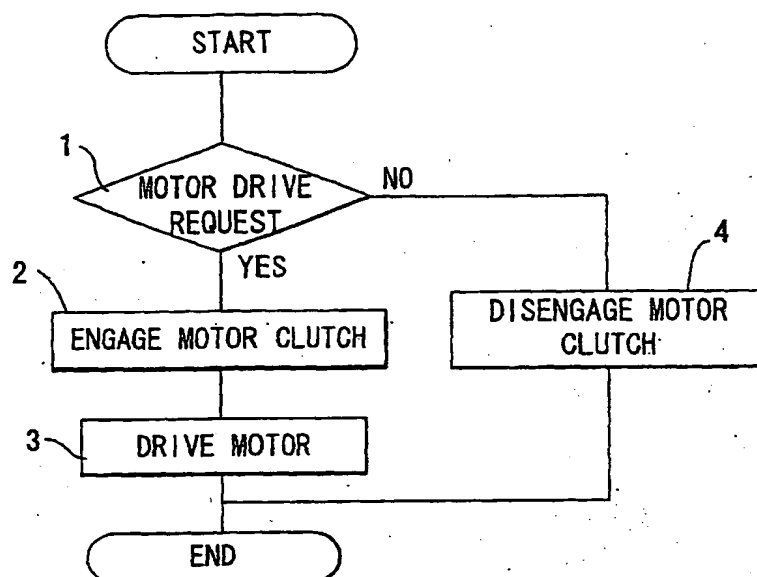 START
1
MOTOR DRIVE
REQUEST
NO
YES
2
ENGAGE MOTOR CLUTCH
4
DISENGAGE MOTOR
CLUTCH
3
DRIVE MOTOR
END